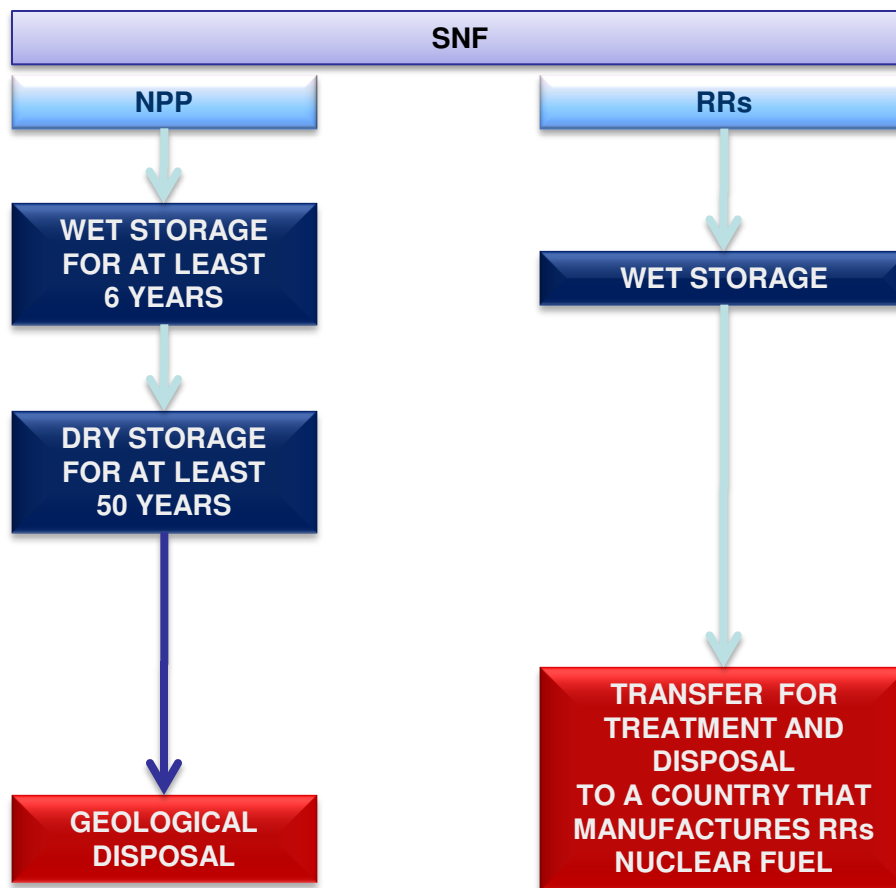 SNF
NPP
RRs
WET STORAGE
FOR AT LEAST
6 YEARS
WET STORAGE
DRY STORAGE
FOR AT LEAST
50 YEARS
GEOLOGICAL
DISPOSAL
TRANSFER FOR
TREATMENT AND
DISPOSAL
TO A COUNTRY THAT
MANUFACTURES RRs
NUCLEAR FUEL